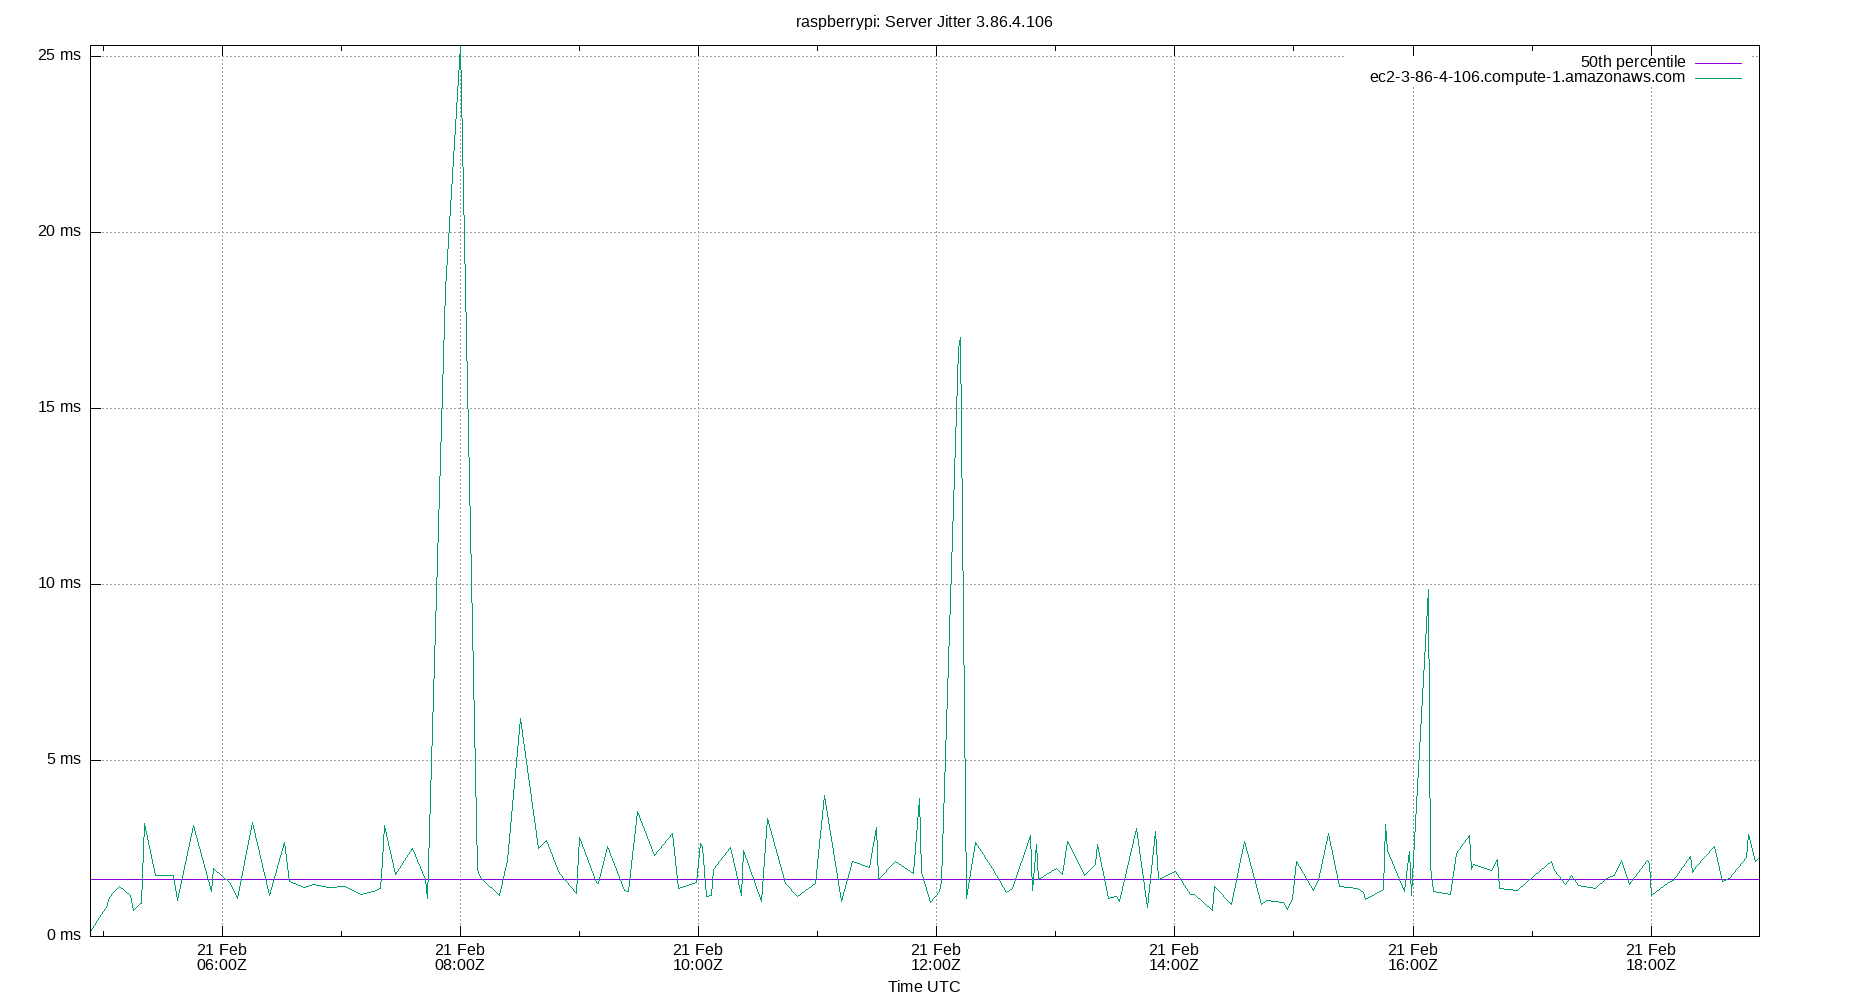 raspberrypi: Server Jitter 3.86.4.106
25 ms
50th percentile
ec2-3-86-4-106.compute-1.amazonaws.com
20 ms
15 ms
10 ms
5 ms
0 ms
21 Feb 21 Feb 21 Feb 21 Feb 21 Feb 21 Feb 21 Feb
06:00Z 08:00Z 10:00Z 12:00Z 14:00Z 16:00Z 18:00Z
Time UTC